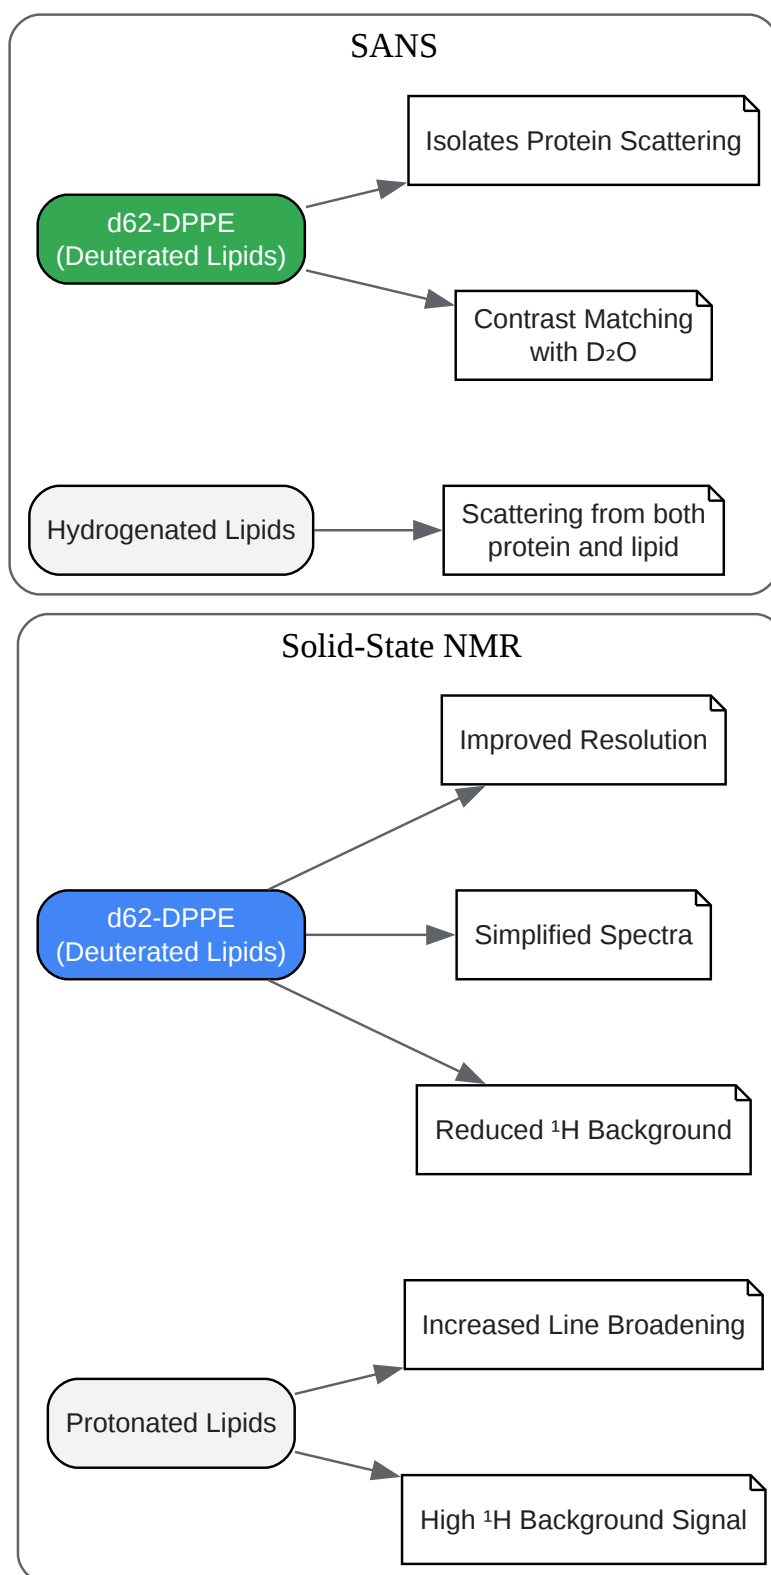 SANS
Isolates Protein Scattering
d62-DPPE
(Deuterated Lipids)
Contrast Matching
with D₂O
Hydrogenated Lipids
Scattering from both
protein and lipid
Solid-State NMR
Improved Resolution
d62-DPPE
(Deuterated Lipids)
Simplified Spectra
Reduced ¹H Background
Increased Line Broadening
Protonated Lipids
High ¹H Background Signal